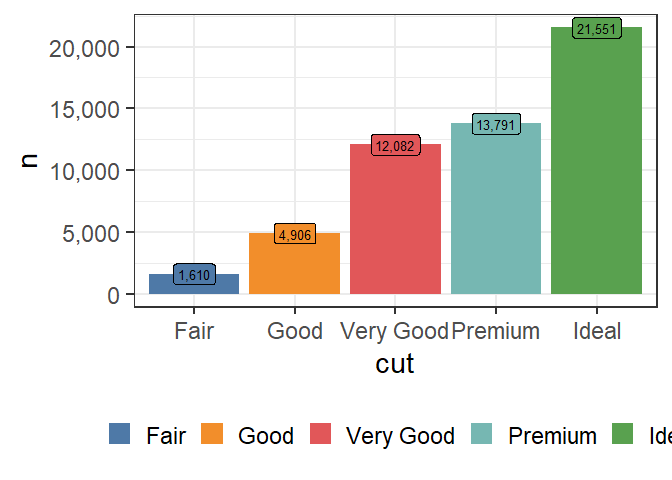 20,000
15,000
10,000
5,000
0
n
21,551
13,791
12,082
4,906
1,610
Fair Good Very Good Premium Ideal
cut
Fair Good Very Good Premium Ide